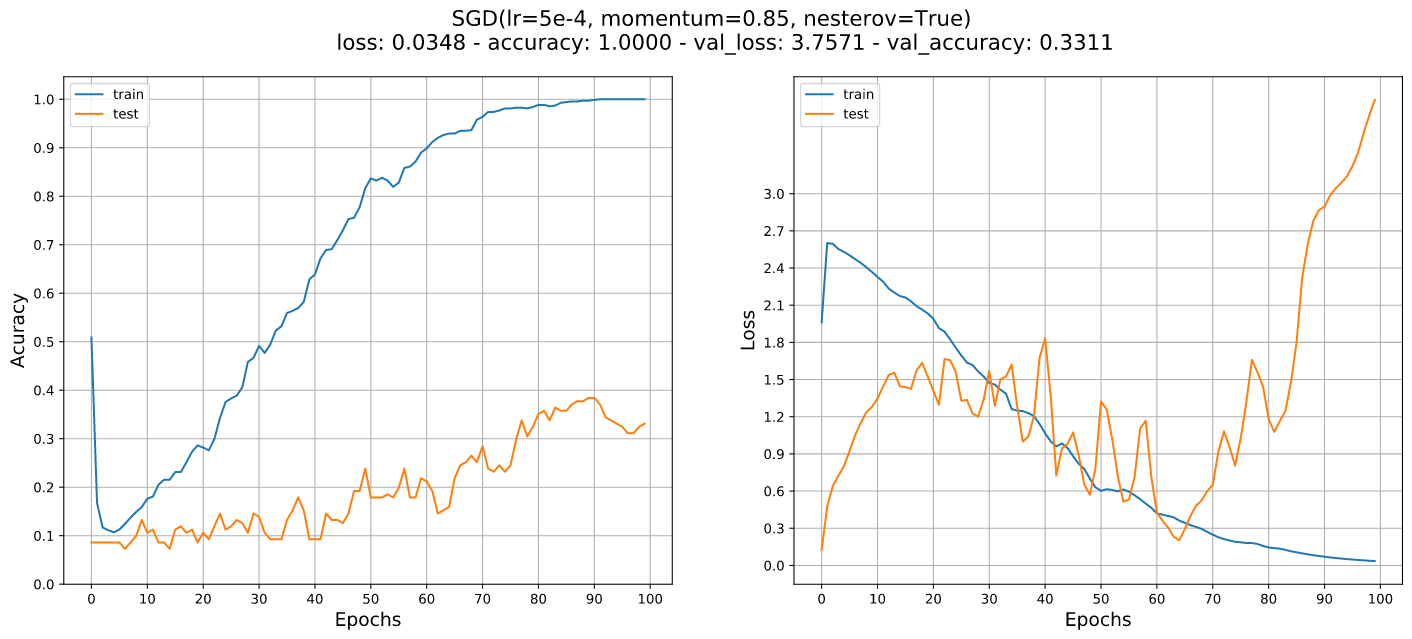 SGD(lr=5e-4, momentum=0.85, nesterov=True)
loss: 0.0348 - accuracy: 1.0000 - val_loss: 3.7571 - val_accuracy: 0.3311
train
test
1.0
0.9
0.8
0.7
0.6
0.5
0.4
0.3
0.2
0.1
0.0
Acuracy
0 10 20 30 40 50 60 70 80 90 100
Epochs
train
test
3.0
2.7
2.4
2.1
1.8
1.5
1.2
0.9
0.6
0.3
0.0
Loss
0 10 20 30 40 50 60 70 80 90 100
Epochs